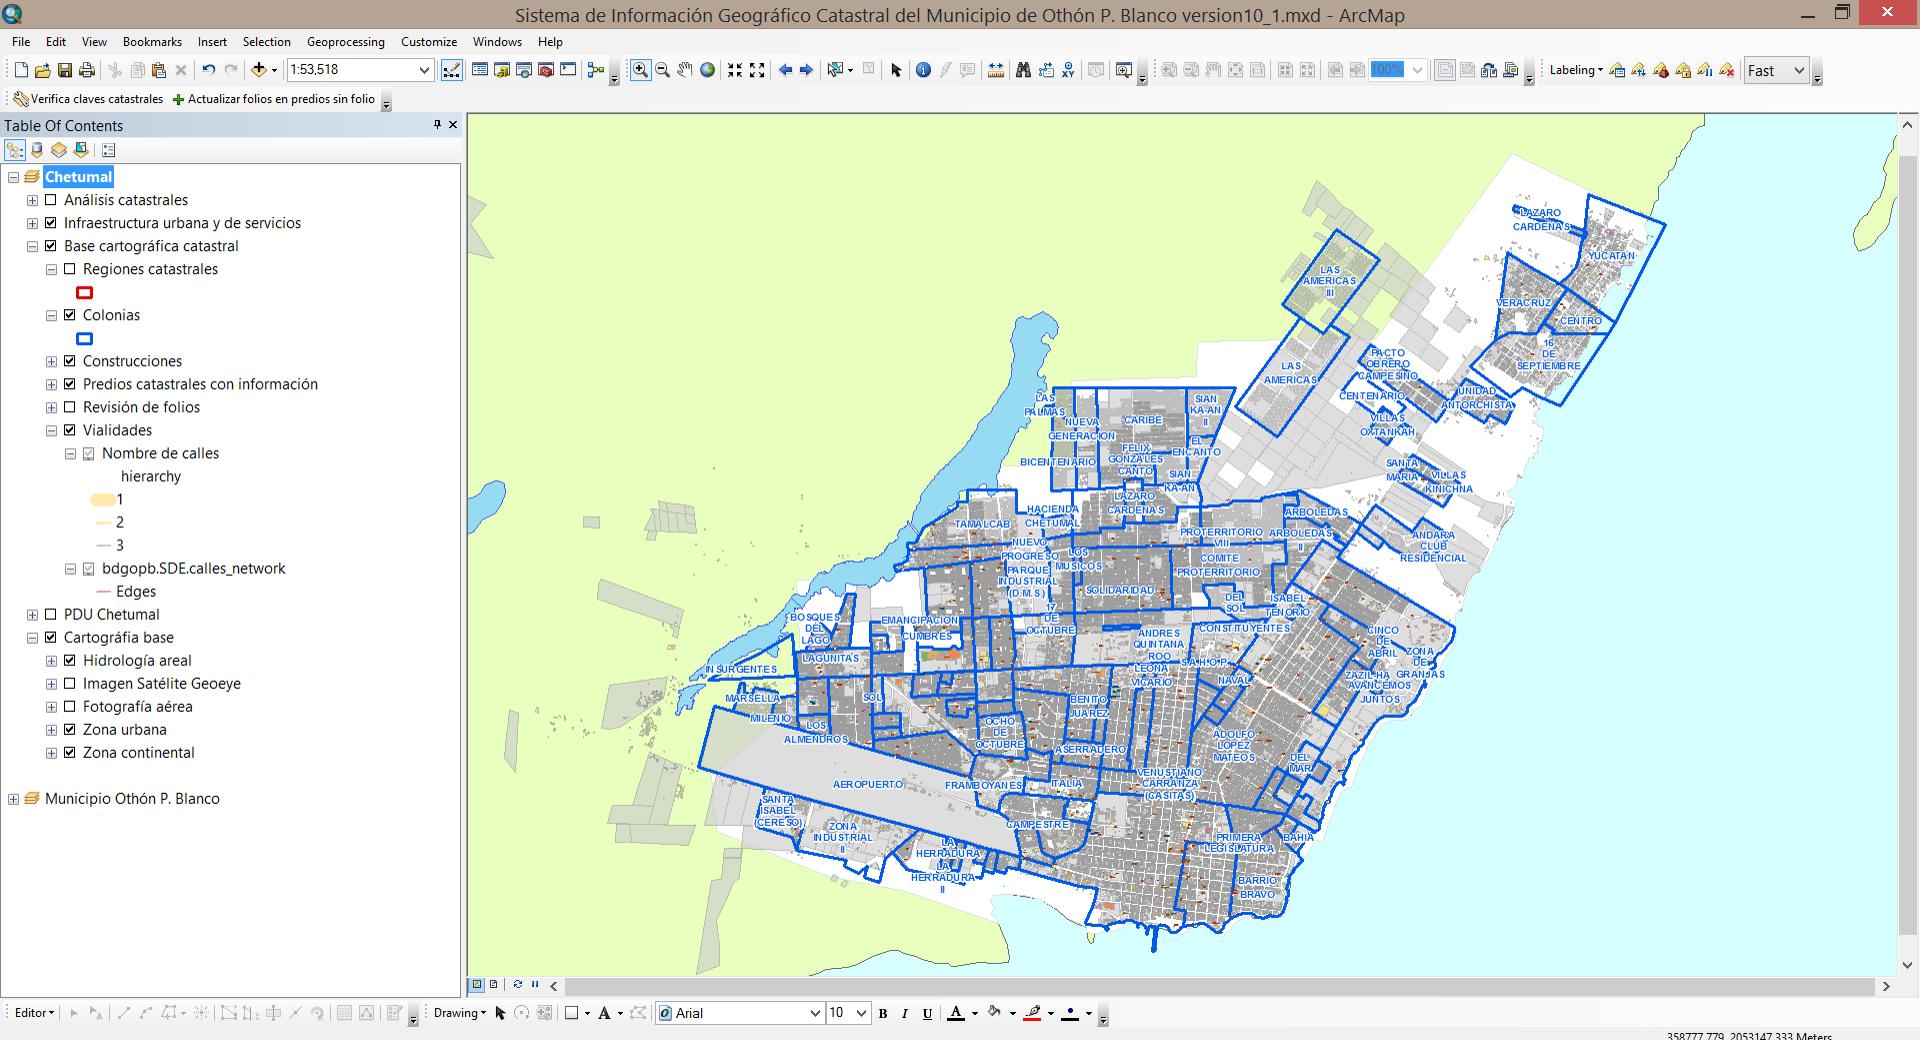 Sistema de Información Geográfico Catastral del Municipio de Othón P. Blanco version10_1.mxd - ArcMap
File Edit View Bookmarks Insert Selection Geoprocessing Customize Windows Help
1:53,518
100%
Labeling
Fast
Verifica claves catastrales
Actualizar folios en predios sin folio
Table Of Contents
Chetumal
Análisis catastrales
Infraestructura urbana y de servicios
Base cartográfica catastral
Regiones catastrales
Colonias
Construcciones
Predios catastrales con información
Revisión de folios
Vialidades
Nombre de calles
hierarchy
1
2
3
bdgopb.SDE.calles_network
Edges
PDU Chetumal
Cartográfia base
Hidrología areal
Imagen Satélite Geoeye
Fotografía aérea
Zona urbana
Zona continental
Municipio Othón P. Blanco
LAZARO
CARDENAS
YUCATAN
LAS
AMERICAS
III
VERACRUZ
CENTRO
16
DE
SEPTIEMBRE
LAS
AMERICAS
PACTO
OBRERO
CAMPESINO
CENTENARIO
UNIDAD
ANTORCHISTA
VILLAS
OXTANKAH
LAS
PALMAS
NUEVA
GENERACION
CARIBE
SIAN
KA-AN
II
EL
ENCANTO
FELIX
GONZALES
CANTO
BICENTENARIO
SIAN
KA-AN
SANTA
MARIA
VILLAS
KINICHNA
LAZARO
CARDENAS
HACIENDA
CHETUMAL
TAMALCAB
ARBOLEDAS
PROTERRITORIO
VIII
ARBOLEDAS
II
ANDARA
CLUB
RESIDENCIAL
NUEVO
PROGRESO
LOS
MUSICOS
COMITE
PROTERRITORIO
PARQUE
INDUSTRIAL
(D.M.S.)
SOLIDARIDAD
DEL
SOL
ISABEL
TENORIO
17
DE
OCTUBRE
BOSQUES
DEL
LAGO
EMANCIPACION
CUMBRES
CONSTITUYENTES
ANDRES
QUINTANA
ROO
CINCO
DE
ABRIL
ZONA
DE
GRANJAS
LAGUNITAS
S.A.H.O.P.
INSURGENTES
LEONA
VICARIO
NAVAL
ZAZIL-HA
AVANCEMOS
JUNTOS
MARSELLA
SOL
BENITO
JUAREZ
MILENIO
LOS
ALMENDROS
OCHO
DE
OCTUBRE
ASERRADERO
ADOLFO
LOPEZ
MATEOS
DEL
MAR
AEROPUERTO
FRAMBOYANES
ITALIA
VENUSTIANO
CARRANZA
(CASITAS)
SANTA
ISABEL
(CERESO)
ZONA
INDUSTRIAL
II
CAMPESTRE
PRIMERA
LEGISLATURA
BAHIA
LA
HERRADURA
LA
HERRADURA
II
BARRIO
BRAVO
Editor
Drawing
Arial
10
B I U A
358777.779 2053147.333 Meters